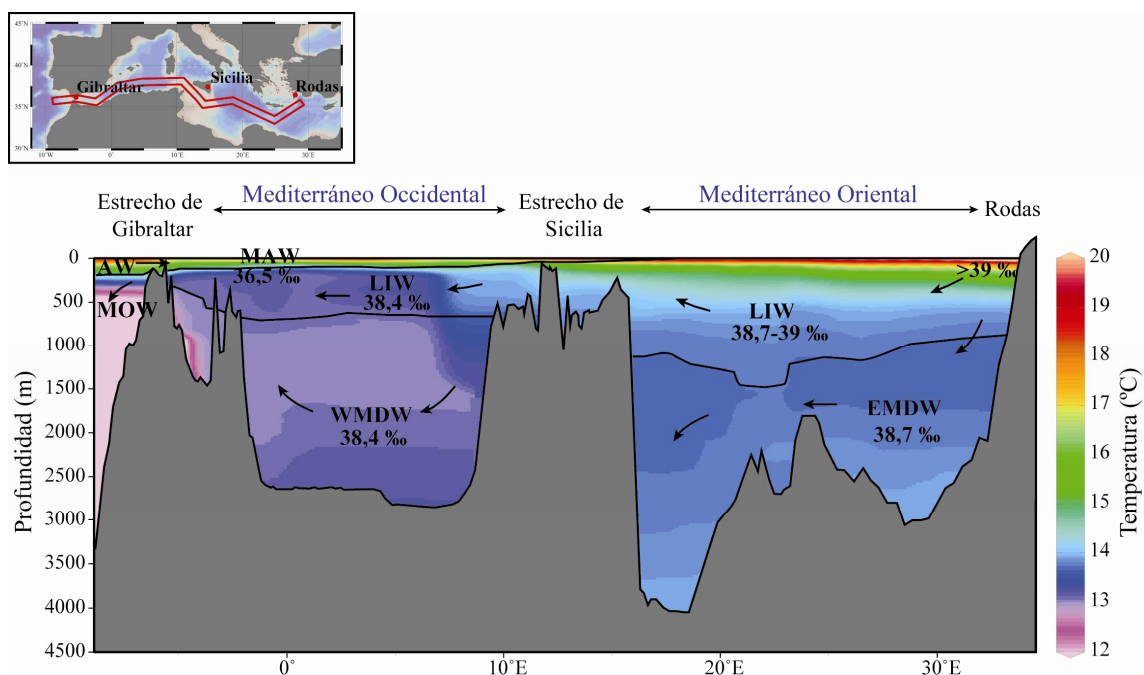 45°N
40°N
35°N
30°N
10°W
0°
10°E
20°E
30°E
Gibraltar
Sicilia
Rodas
Estrecho de
Gibraltar
Mediterráneo Occidental
Estrecho de
Sicilia
Mediterráneo Oriental
Rodas
Profundidad (m)
0
500
1000
1500
2000
2500
3000
3500
4000
4500
AW
MOW
MAW
36,5 ‰
LIW
38,4 ‰
WMDW
38,4 ‰
>39 ‰
LIW
38,7-39 ‰
EMDW
38,7 ‰
0°
10°E
20°E
30°E
20
19
18
17
16
15
14
13
12
Temperatura (ºC)